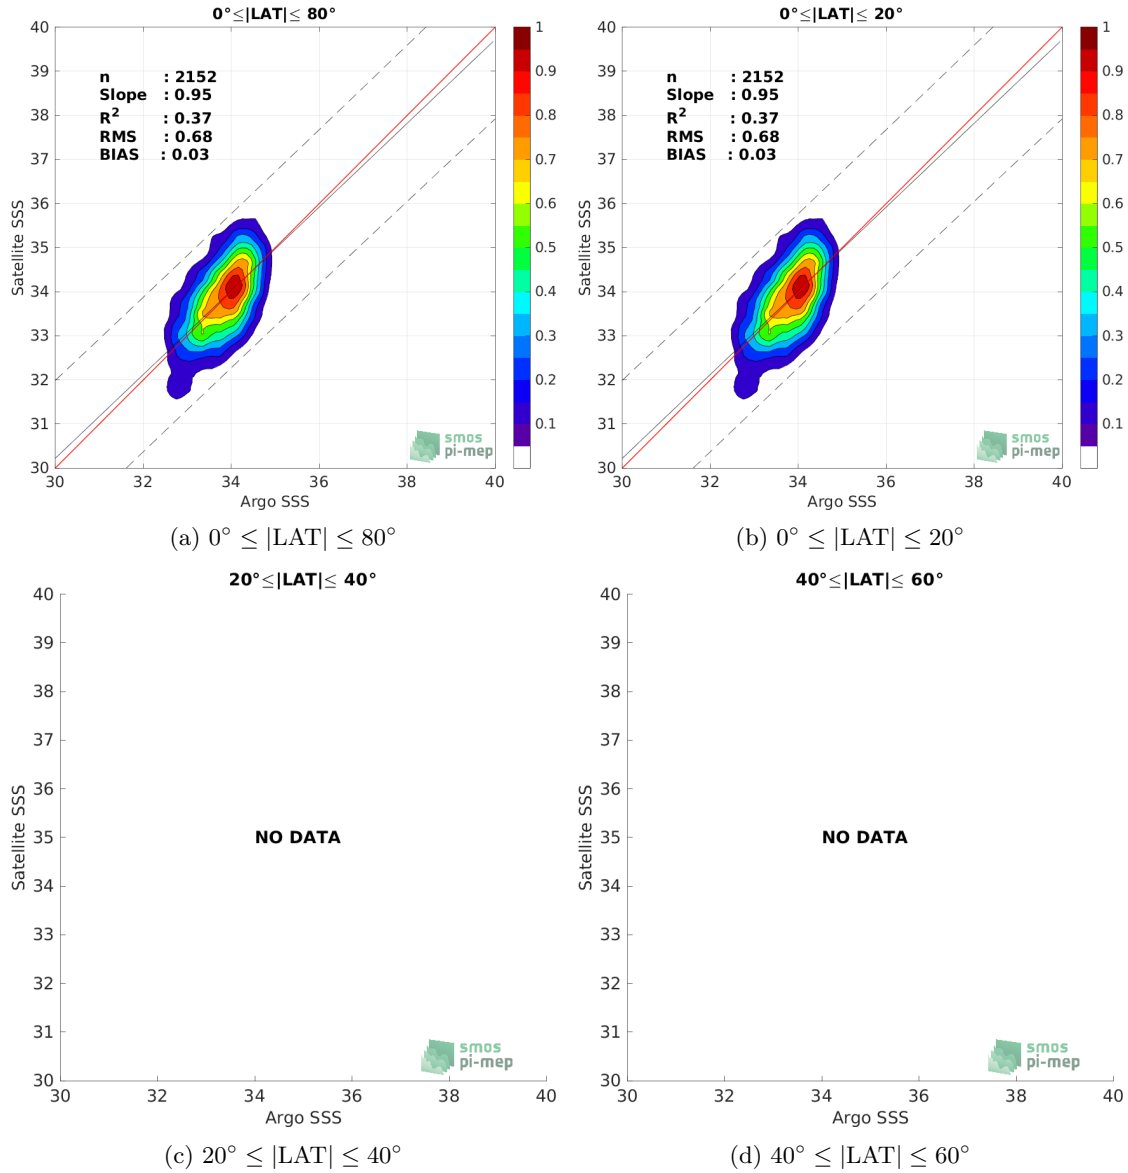 0°≤|LAT|≤ 80°
40
39
38
37
36
35
34
33
32
31
30
Satellite SSS
n : 2152
Slope : 0.95
R² : 0.37
RMS : 0.68
BIAS : 0.03
smos
pi-mep
30
32
34
36
38
40
Argo SSS
1
0.9
0.8
0.7
0.6
0.5
0.4
0.3
0.2
0.1
(a) 0° ≤ |LAT| ≤ 80°
0°≤|LAT|≤ 20°
40
39
38
37
36
35
34
33
32
31
30
Satellite SSS
n : 2152
Slope : 0.95
R² : 0.37
RMS : 0.68
BIAS : 0.03
smos
pi-mep
30
32
34
36
38
40
Argo SSS
1
0.9
0.8
0.7
0.6
0.5
0.4
0.3
0.2
0.1
(b) 0° ≤ |LAT| ≤ 20°
20°≤|LAT|≤ 40°
40
39
38
37
36
35
34
33
32
31
30
Satellite SSS
NO DATA
smos
pi-mep
30
32
34
36
38
40
Argo SSS
(c) 20° ≤ |LAT| ≤ 40°
40°≤|LAT|≤ 60°
40
39
38
37
36
35
34
33
32
31
30
Satellite SSS
NO DATA
smos
pi-mep
30
32
34
36
38
40
Argo SSS
(d) 40° ≤ |LAT| ≤ 60°